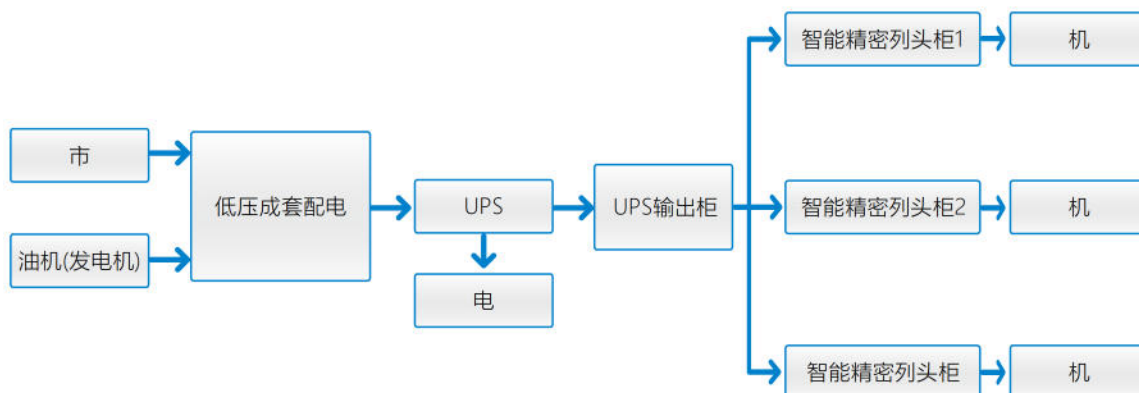 智能精密列头柜1
机
市
低压成套配电
UPS
UPS输出柜
智能精密列头柜2
机
油机(发电机)
电
智能精密列头柜
机